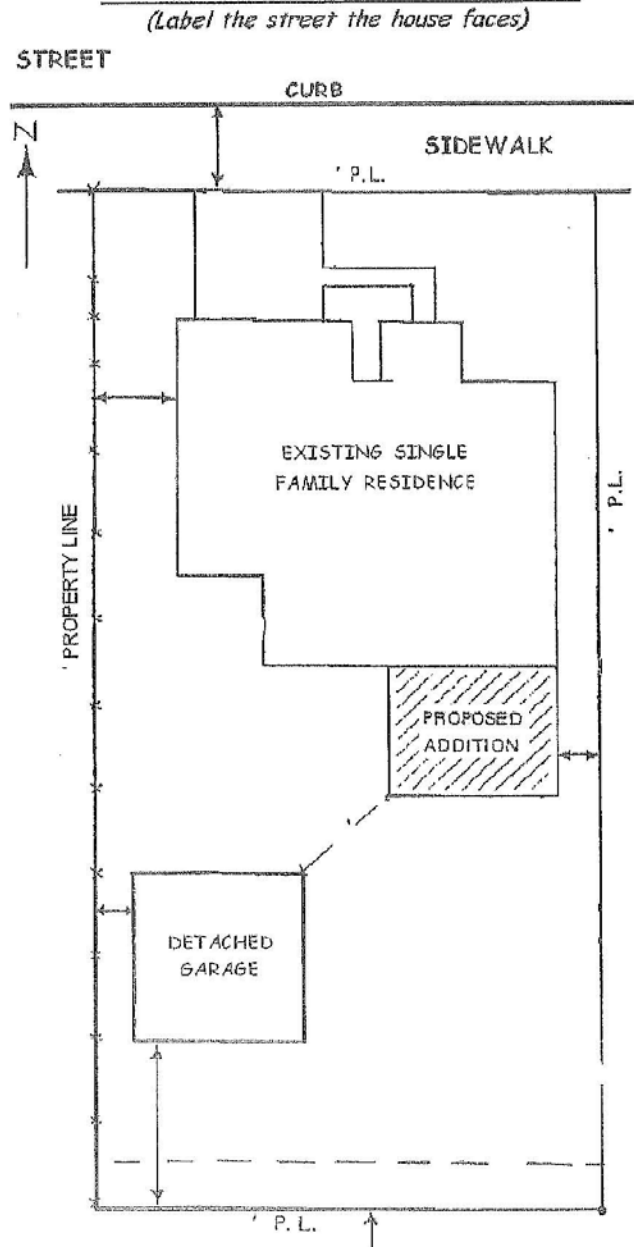 (Label the street the house faces)
STREET
CURB
N
SIDEWALK
' P.L.
EXISTING SINGLE
FAMILY RESIDENCE
' PROPERTY LINE
' P.L.
PROPOSED
ADDITION
'
DETACHED
GARAGE
' P.L.